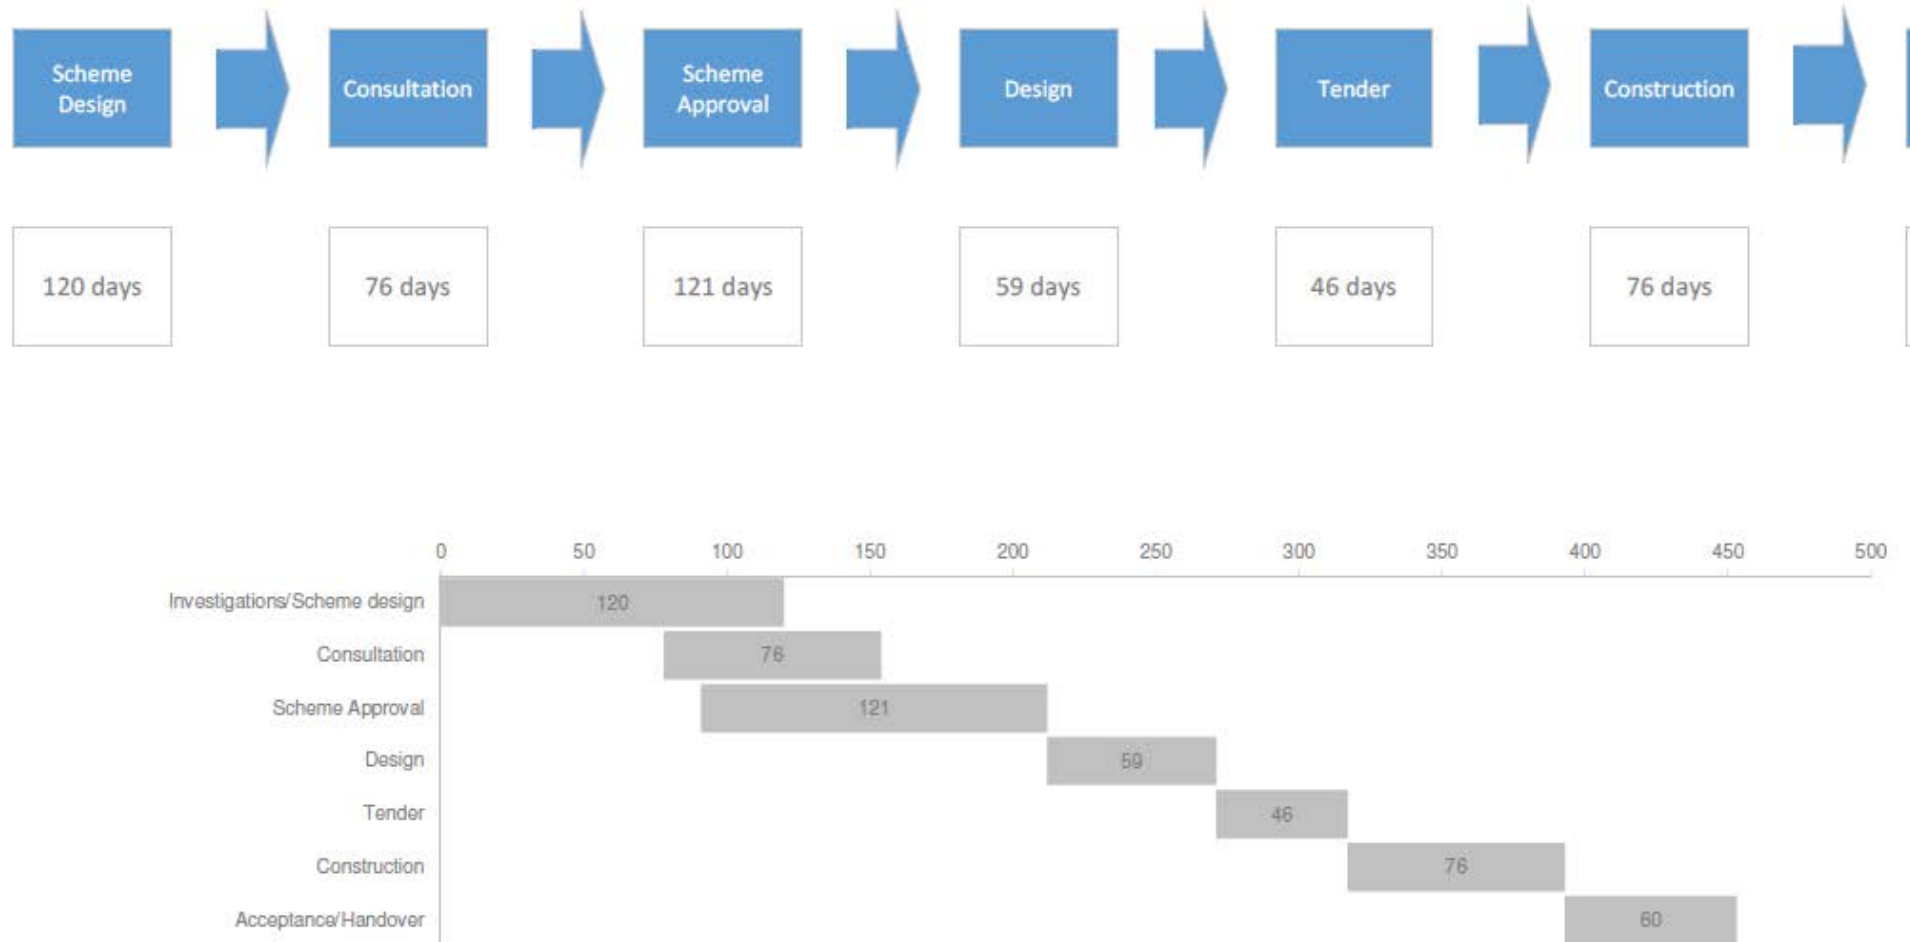 Scheme
Design
Consultation
Scheme
Approval
Design
Tender
Construction
120 days
76 days
121 days
59 days
46 days
76 days
0 50 100 150 200 250 300 350 400 450 500
Investigations/Scheme design 120
Consultation 76
Scheme Approval 121
Design 59
Tender 46
Construction 76
Acceptance/Handover 60